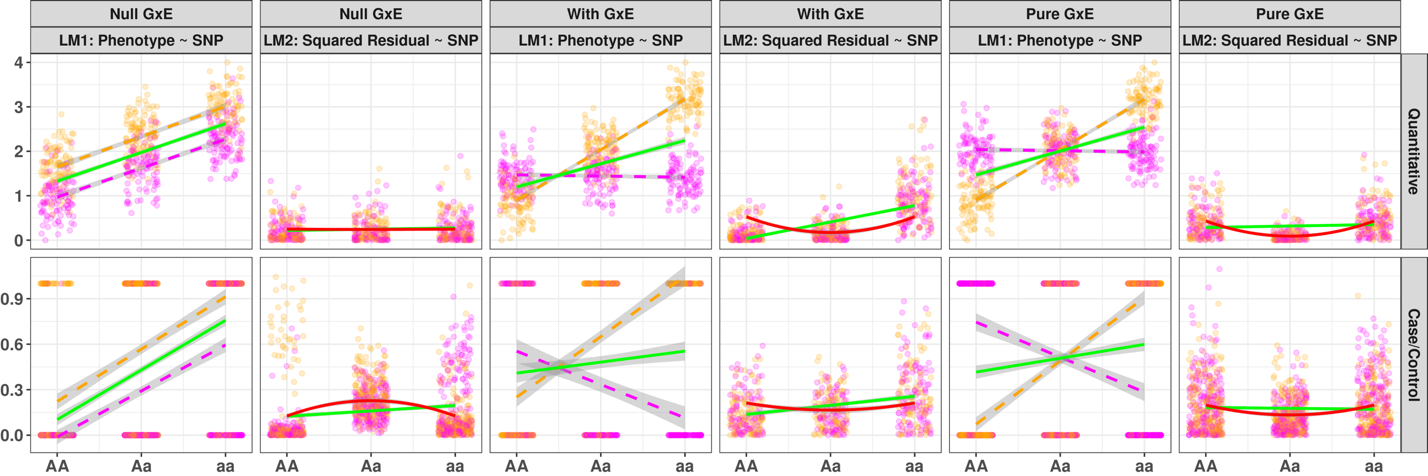 Null GxE Null GxE With GxE With GxE Pure GxE Pure GxE
LM1: Phenotype ~ SNP LM2: Squared Residual ~ SNP LM1: Phenotype ~ SNP LM2: Squared Residual ~ SNP LM1: Phenotype ~ SNP LM2: Squared Residual ~ SNP
4
3
2
1
0
Quantitative
0.9
0.6
0.3
0.0
Case/Control
AA Aa aa AA Aa aa AA Aa aa AA Aa aa AA Aa aa AA Aa aa